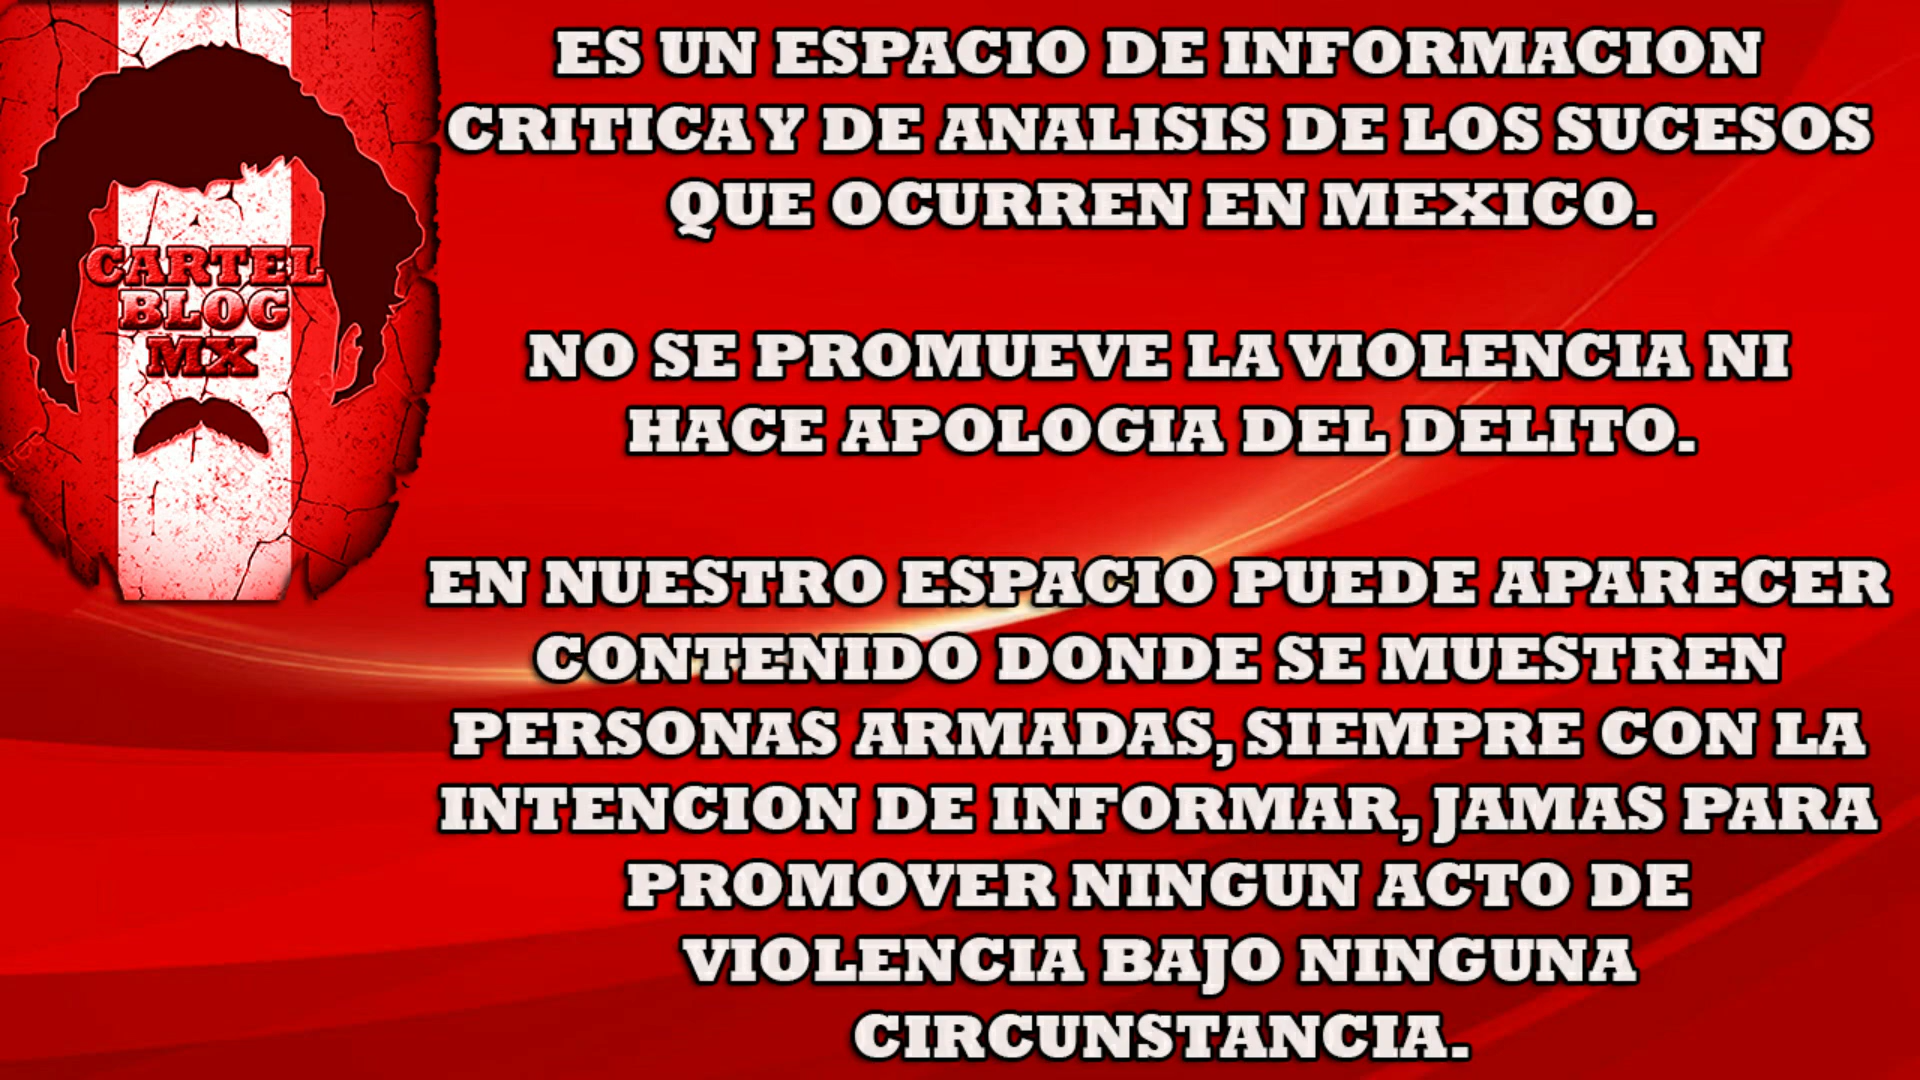 CARTEL
BLOG
MX
ES UN ESPACIO DE INFORMACION
CRITICA Y DE ANALISIS DE LOS SUCESOS
QUE OCURREN EN MEXICO.
NO SE PROMUEVE LA VIOLENCIA NI
HACE APOLOGIA DEL DELITO.
EN NUESTRO ESPACIO PUEDE APARECER
CONTENIDO DONDE SE MUESTREN
PERSONAS ARMADAS, SIEMPRE CON LA
INTENCION DE INFORMAR, JAMAS PARA
PROMOVER NINGUN ACTO DE
VIOLENCIA BAJO NINGUNA
CIRCUNSTANCIA.